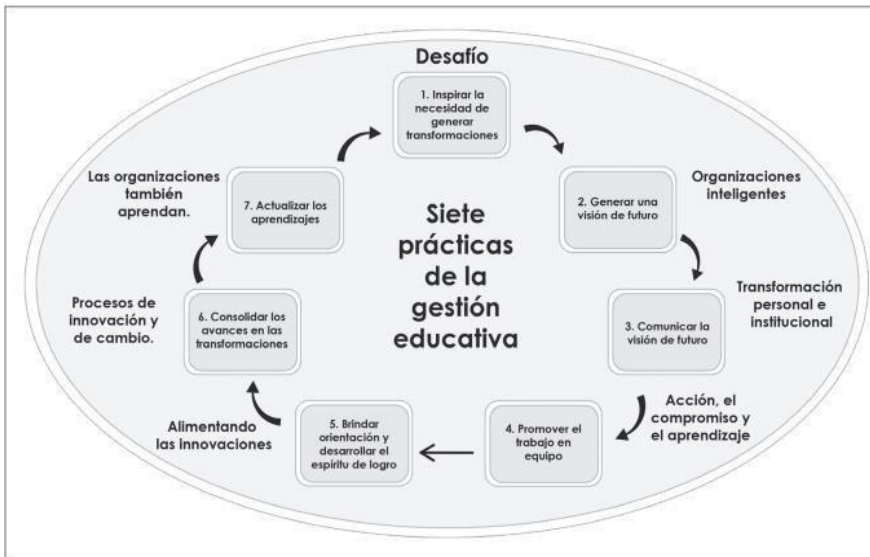 Desafío
1. Inspirar la
necesidad de
generar
transformaciones
Organizaciones
inteligentes
2. Generar una
visión de futuro
Transformación
personal e
institucional
3. Comunicar la
visión de futuro
Acción, el
compromiso y
el aprendizaje
4. Promover el
trabajo en
equipo
5. Brindar
orientación y
desarrollar el
espíritu de logro
Alimentando
las innovaciones
6. Consolidar los
avances en las
transformaciones
Procesos de
innovación y
de cambio.
7. Actualizar los
aprendizajes
Las organizaciones
también
aprendan.
Siete
prácticas
de la
gestión
educativa